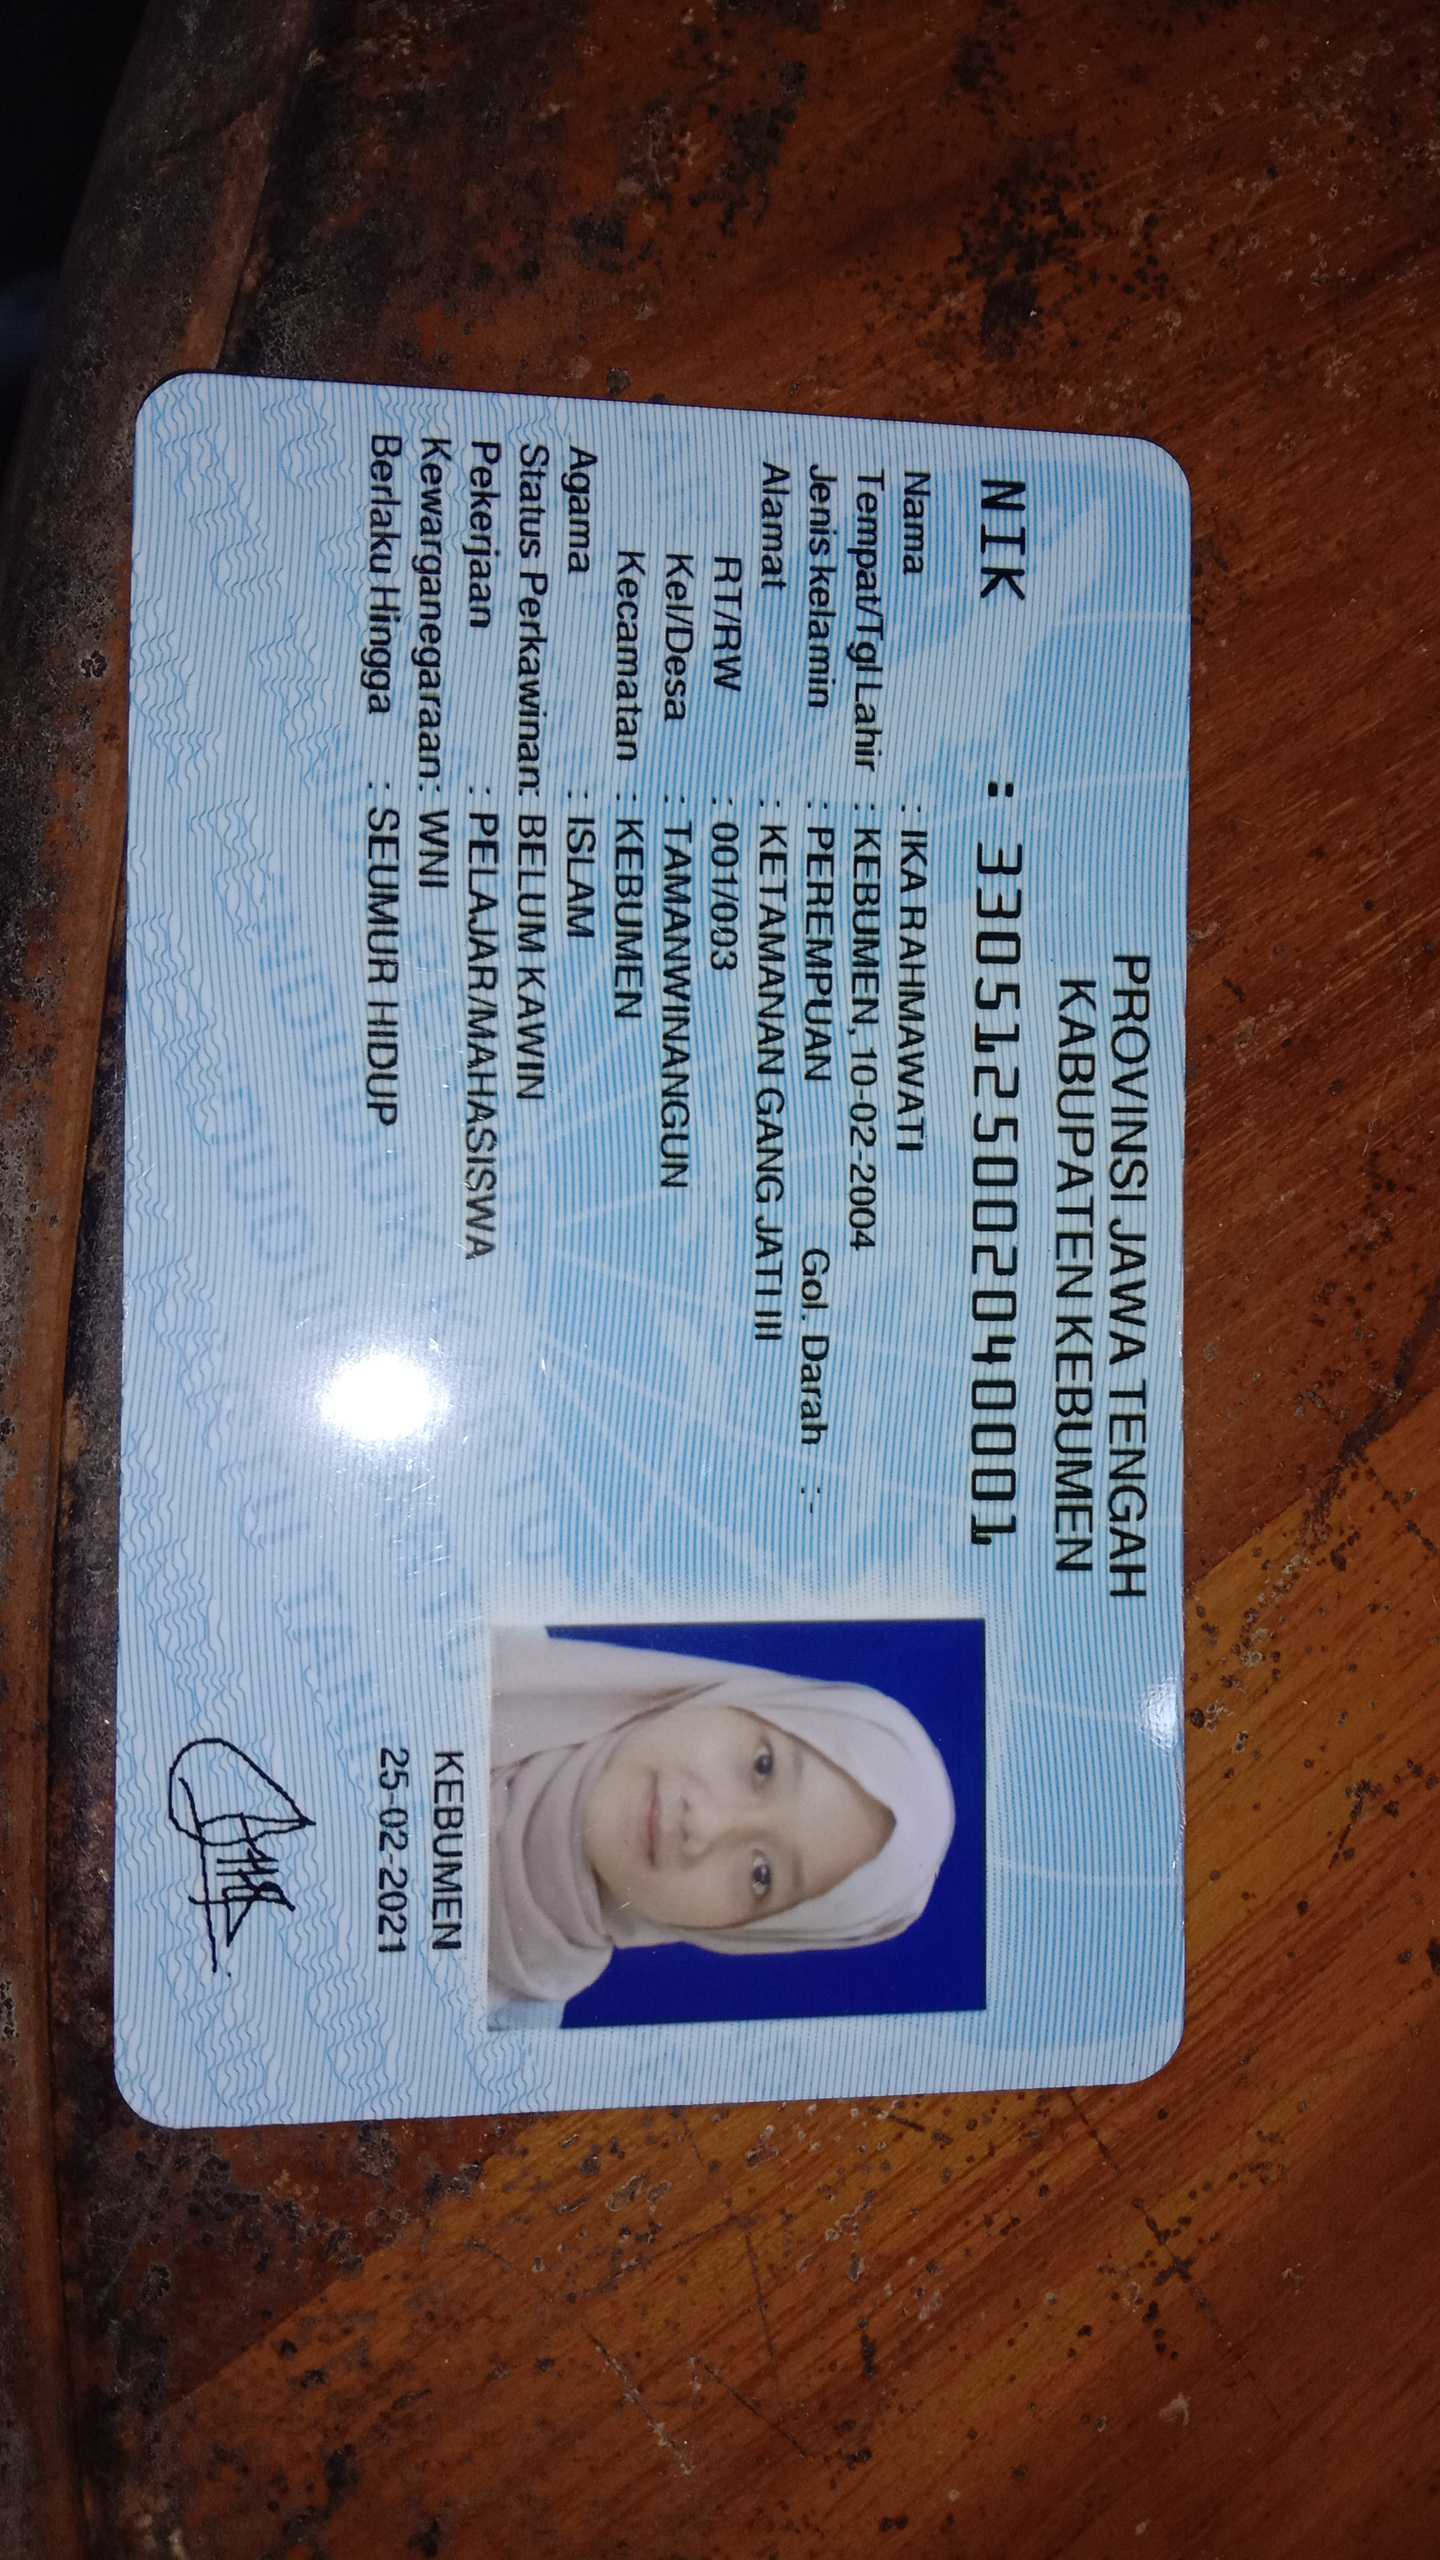 PROVINSI JAWA TENGAH
KABUPATEN KEBUMEN
NIK : 3305125002040001
Nama : IKA RAHMAWATI
Tempat/Tgl Lahir : KEBUMEN, 10-02-2004
Jenis kelamin : PEREMPUAN Gol. Darah : -
Alamat : KETAMANAN GANG JATI III
RT/RW : 001/003
Kel/Desa : TAMANWINANGUN
Kecamatan : KEBUMEN
Agama : ISLAM
Status Perkawinan: BELUM KAWIN
Pekerjaan : PELAJAR/MAHASISWA
Kewarganegaraan: WNI
Berlaku Hingga : SEUMUR HIDUP
KEBUMEN
25-02-2021